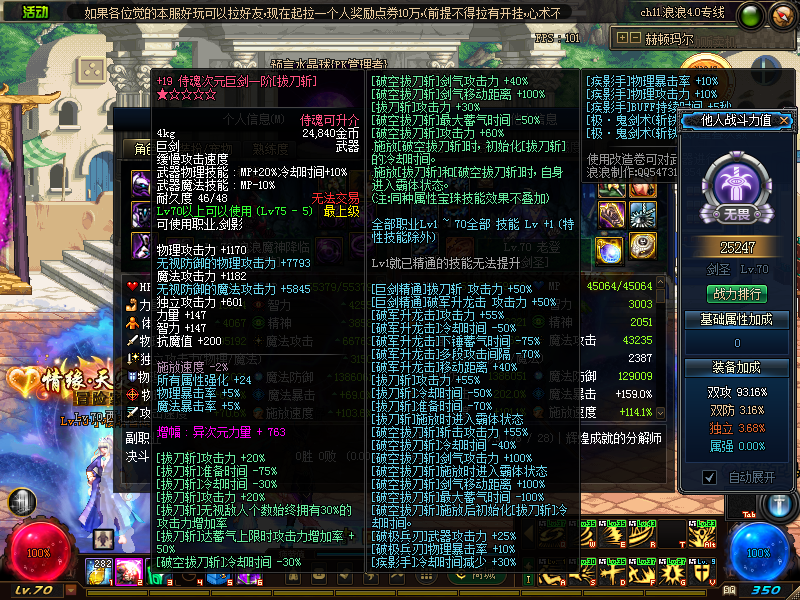 活动
如果各位觉的本服好玩可以拉好友,现在起拉一个人奖励点券10万,(前提不得拉有开挂,心术不
ch11.浪浪4.0专线
FPS : 101
赫顿玛尔
预言水晶球[PK管理者]
+19 侍魂次元巨剑一阶[拔刀斩]
★☆☆☆☆
侍魂可升介
4kg
24,840金币
巨剑
武器
缓慢攻击速度
武器物理技能：MP+20%冷却时间+10%
武器魔法技能：MP-10%
耐久度 46/48
无法交易
Lv70以上可以使用 (Lv75 - 5)
最上级
可使用职业,剑影
物理攻击力 +1170
无视防御的物理攻击力 +7793
魔法攻击力 +1182
无视防御的魔法攻击力 +5845
独立攻击力 +601
力量 +147
智力 +147
抗魔值 +200
施放速度 -2%
所有属性强化 +24
物理暴击率 +5%
魔法暴击率 +5%
增幅：异次元力量 + 763
[拔刀斩]攻击力 +20%
[拔刀斩]准备时间 -75%
[拔刀斩]冷却时间 -30%
[拔刀斩]攻击力 +20%
[拔刀斩]无视敌人个数始终拥有30%的
攻击力增加率
[拔刀斩]达蓄气上限时攻击力增加率 +
50%
[破空拔刀斩]冷却时间 -30%
[破空拔刀斩]剑气攻击力 +40%
[破空拔刀斩]剑气移动距离 +100%
[拔刀斩]攻击力 +30%
[破空拔刀斩]最大蓄气时间 -50%
[破空拔刀斩]攻击力 +60%
施放[破空拔刀斩]时，初始化[拔刀斩]
的冷却时间。
施放[拔刀斩]和[破空拔刀斩]时，自身
进入霸体状态。
(注:同种属性宝珠技能效果不叠加)
全部职业Lv1 ~ 70全部 技能 Lv +1 (特
性技能除外)
Lv1就已精通的技能无法提升
[巨剑精通]拔刀斩 攻击力 +50%
[巨剑精通]破军升龙击 攻击力 +50%
[破军升龙击]攻击力 +55%
[破军升龙击]冷却时间 -50%
[破军升龙击]下锤蓄气时间 -75%
[破军升龙击]多段攻击间隔 -70%
[破军升龙击]移动距离 +40%
[拔刀斩]攻击力 +55%
[拔刀斩]冷却时间 -50%
[拔刀斩]准备时间 -70%
[拔刀斩]施放时进入霸体状态
[破空拔刀斩]斩击攻击力 +55%
[破空拔刀斩]冷却时间 -40%
[破空拔刀斩]剑气攻击力 +100%
[破空拔刀斩]施放时进入霸体状态
[破空拔刀斩]剑气移动距离 +100%
[破空拔刀斩]最大蓄气时间 -100%
[破空拔刀斩]施放后初始化[拔刀斩]冷
却时间。
[破极兵刃]武器攻击力 +25%
[破极兵刃]物理暴击率 +10%
[疾影手]冷却时间减少 +30%
[疾影手]物理暴击率 +10%
[疾影手]物理攻击力 +10%
[疾影手]BUFF持续时间 +5秒
[极·鬼剑术(斩铁
[极·鬼剑术(斩铁
使用改造卷可对武
浪浪制作:QQ54731
他人战斗力值
无畏
25247
剑圣 Lv.70
战力排行
基础属性加成
0
装备加成
双攻 93.16%
双防 3.16%
独立 3.68%
属强 0.00%
自动展开
MP
45064/45064
3003
2051
43235
2387
129009
+159.0%
+114.1%
煌成就的分解师
副职
决斗
情缘·天
100%
Lv.70
282
Tab
100%
350